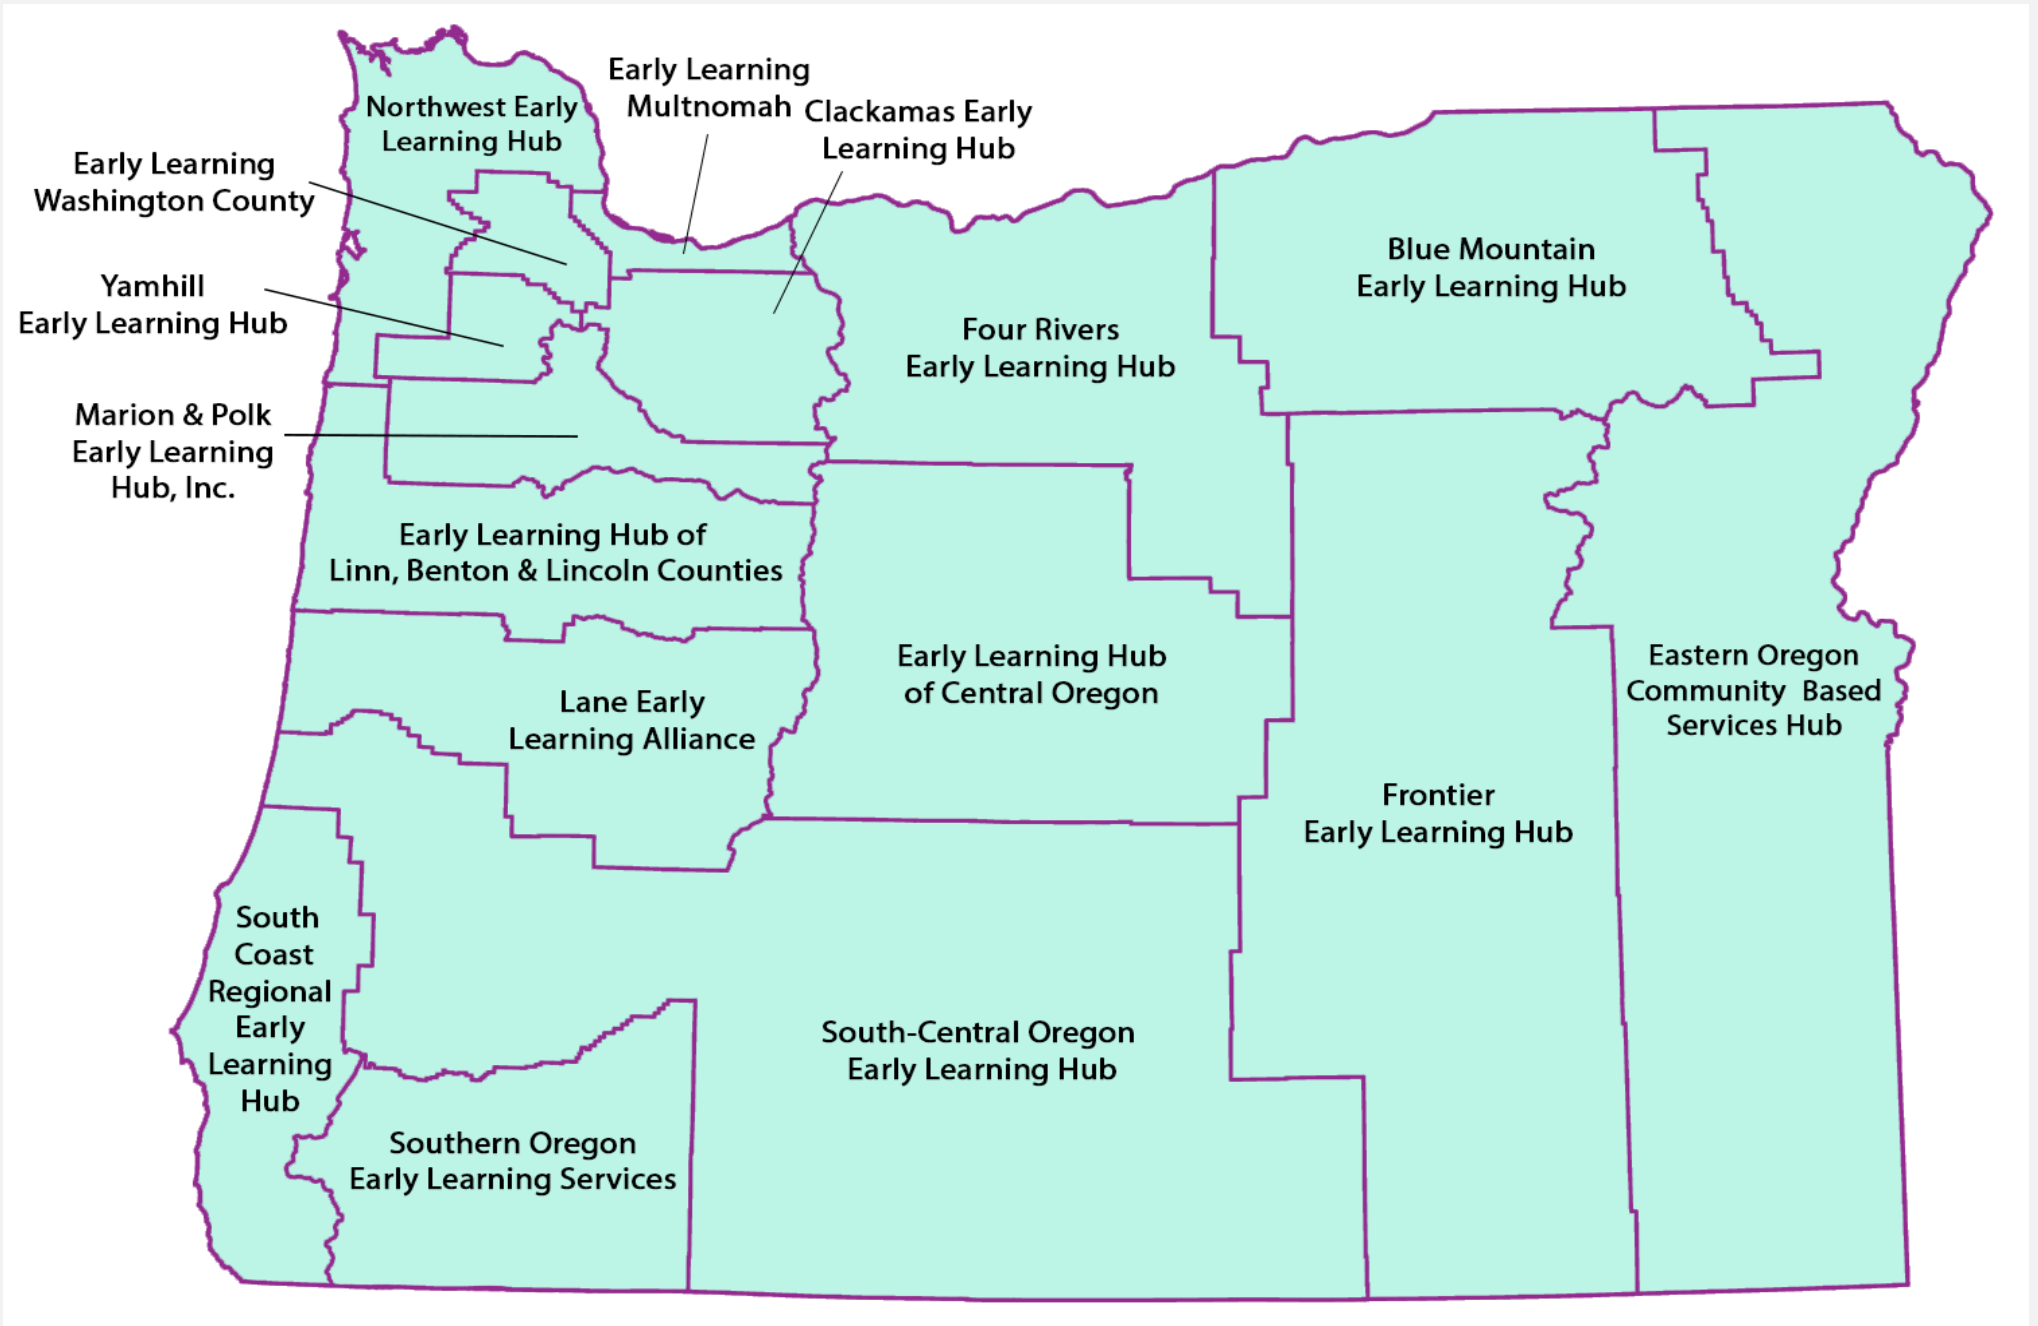 Northwest Early
Learning Hub
Early Learning
Multnomah
Clackamas Early
Learning Hub
Early Learning
Washington County
Yamhill
Early Learning Hub
Marion & Polk
Early Learning
Hub, Inc.
Four Rivers
Early Learning Hub
Blue Mountain
Early Learning Hub
Early Learning Hub of
Linn, Benton & Lincoln Counties
Lane Early
Learning Alliance
Early Learning Hub
of Central Oregon
Eastern Oregon
Community  Based
Services Hub
Frontier
Early Learning Hub
South
Coast
Regional
Early
Learning
Hub
South-Central Oregon
Early Learning Hub
Southern Oregon
Early Learning Services